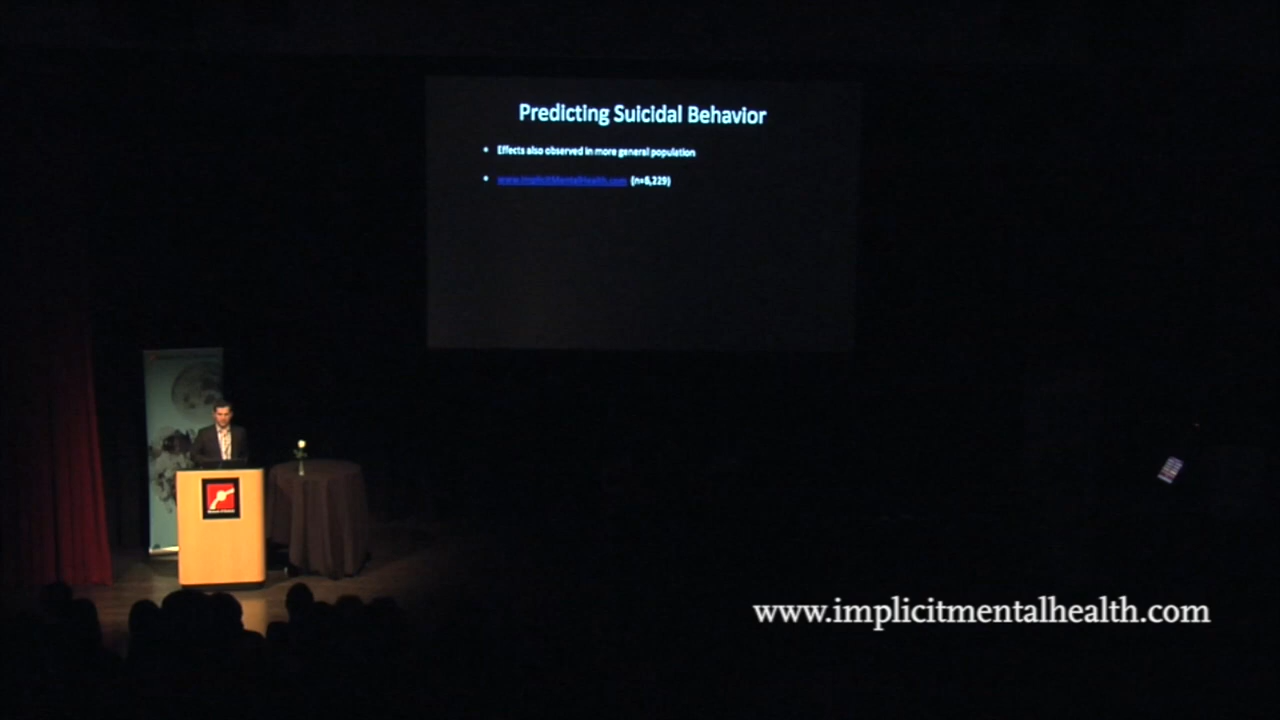 Predicting Suicidal Behavior
• Effects also observed in more general population
• www.ImplicitMentalHealth.com (n=6,229)
www.implicitmentalhealth.com